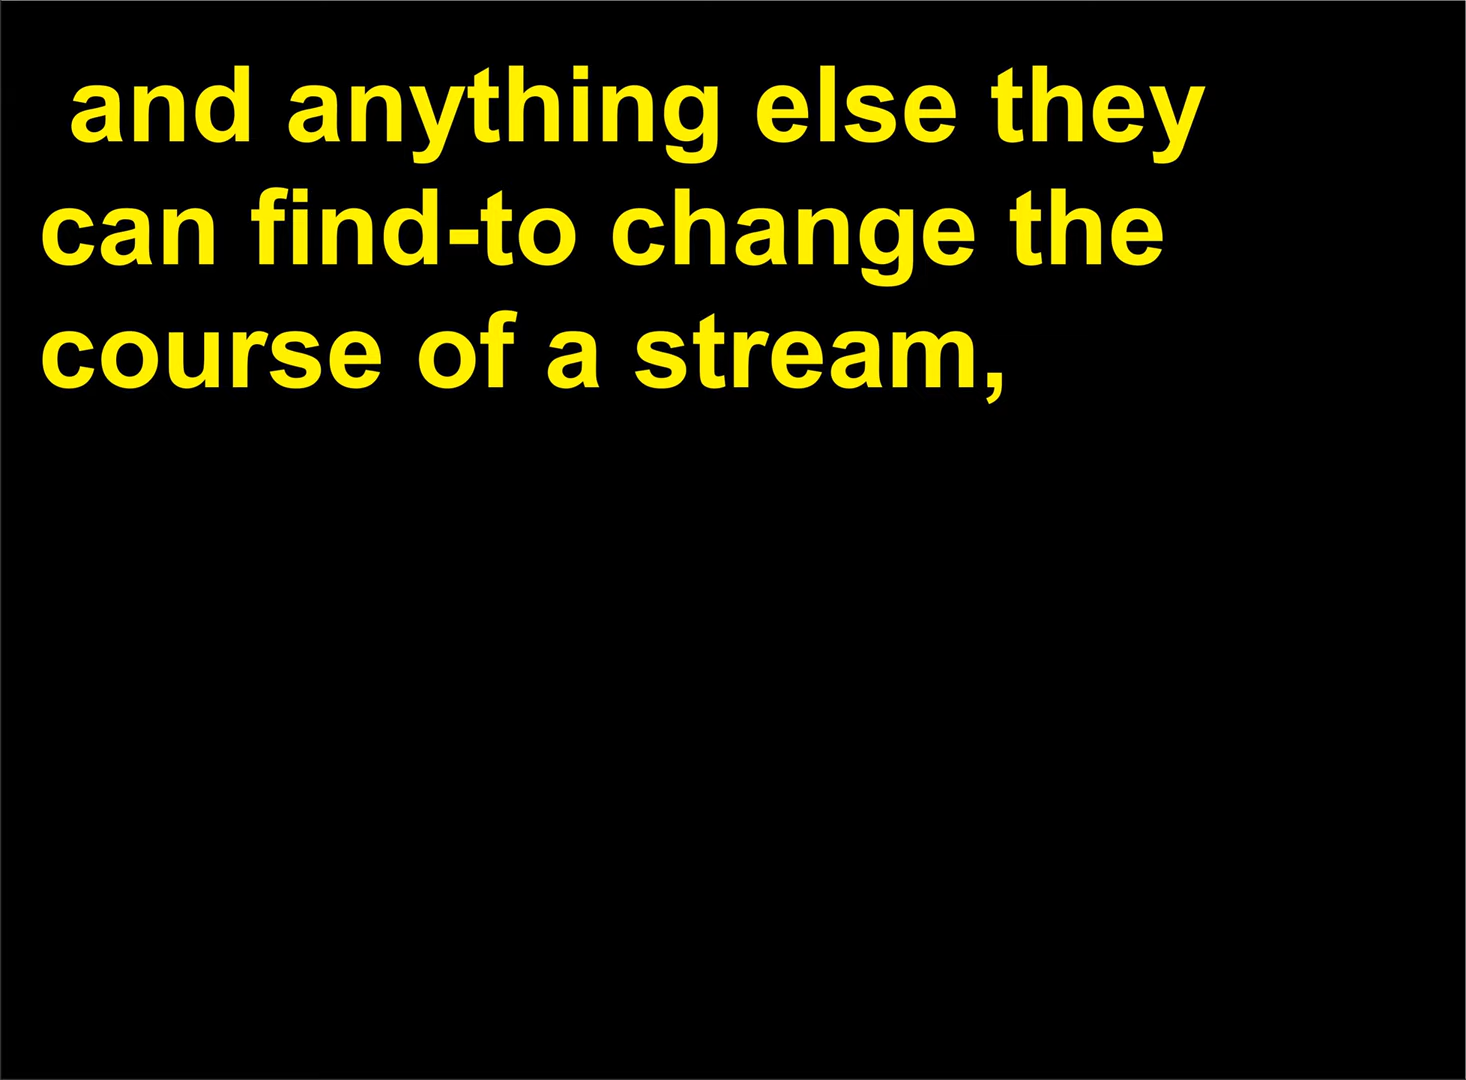 and anything else they
can find-to change the
course of a stream,